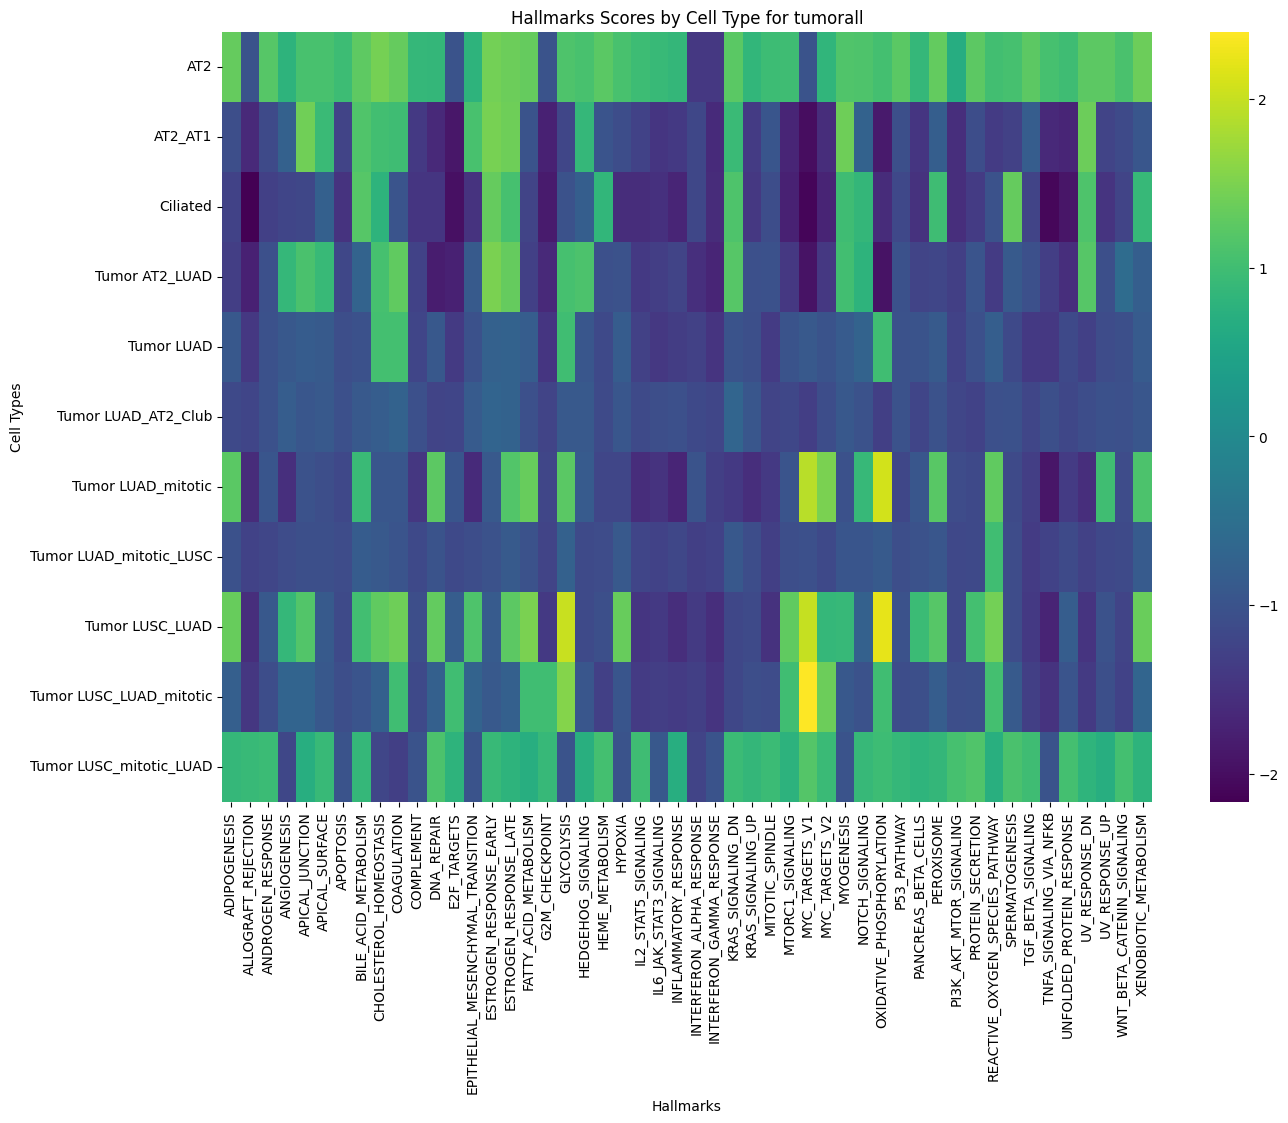 Hallmarks Scores by Cell Type for tumorall
Cell Types
AT2
AT2_AT1
Ciliated
Tumor AT2_LUAD
Tumor LUAD
Tumor LUAD_AT2_Club
Tumor LUAD_mitotic
Tumor LUAD_mitotic_LUSC
Tumor LUSC_LUAD
Tumor LUSC_LUAD_mitotic
Tumor LUSC_mitotic_LUAD
2
1
0
−1
−2
ADIPOGENESIS
ALLOGRAFT_REJECTION
ANDROGEN_RESPONSE
ANGIOGENESIS
APICAL_JUNCTION
APICAL_SURFACE
APOPTOSIS
BILE_ACID_METABOLISM
CHOLESTEROL_HOMEOSTASIS
COAGULATION
COMPLEMENT
DNA_REPAIR
E2F_TARGETS
EPITHELIAL_MESENCHYMAL_TRANSITION
ESTROGEN_RESPONSE_EARLY
ESTROGEN_RESPONSE_LATE
FATTY_ACID_METABOLISM
G2M_CHECKPOINT
GLYCOLYSIS
HEDGEHOG_SIGNALING
HEME_METABOLISM
HYPOXIA
IL2_STAT5_SIGNALING
IL6_JAK_STAT3_SIGNALING
INFLAMMATORY_RESPONSE
INTERFERON_ALPHA_RESPONSE
INTERFERON_GAMMA_RESPONSE
KRAS_SIGNALING_DN
KRAS_SIGNALING_UP
MITOTIC_SPINDLE
MTORC1_SIGNALING
MYC_TARGETS_V1
MYC_TARGETS_V2
MYOGENESIS
NOTCH_SIGNALING
OXIDATIVE_PHOSPHORYLATION
P53_PATHWAY
PANCREAS_BETA_CELLS
PEROXISOME
PI3K_AKT_MTOR_SIGNALING
PROTEIN_SECRETION
REACTIVE_OXYGEN_SPECIES_PATHWAY
SPERMATOGENESIS
TGF_BETA_SIGNALING
TNFA_SIGNALING_VIA_NFKB
UNFOLDED_PROTEIN_RESPONSE
UV_RESPONSE_DN
UV_RESPONSE_UP
WNT_BETA_CATENIN_SIGNALING
XENOBIOTIC_METABOLISM
Hallmarks